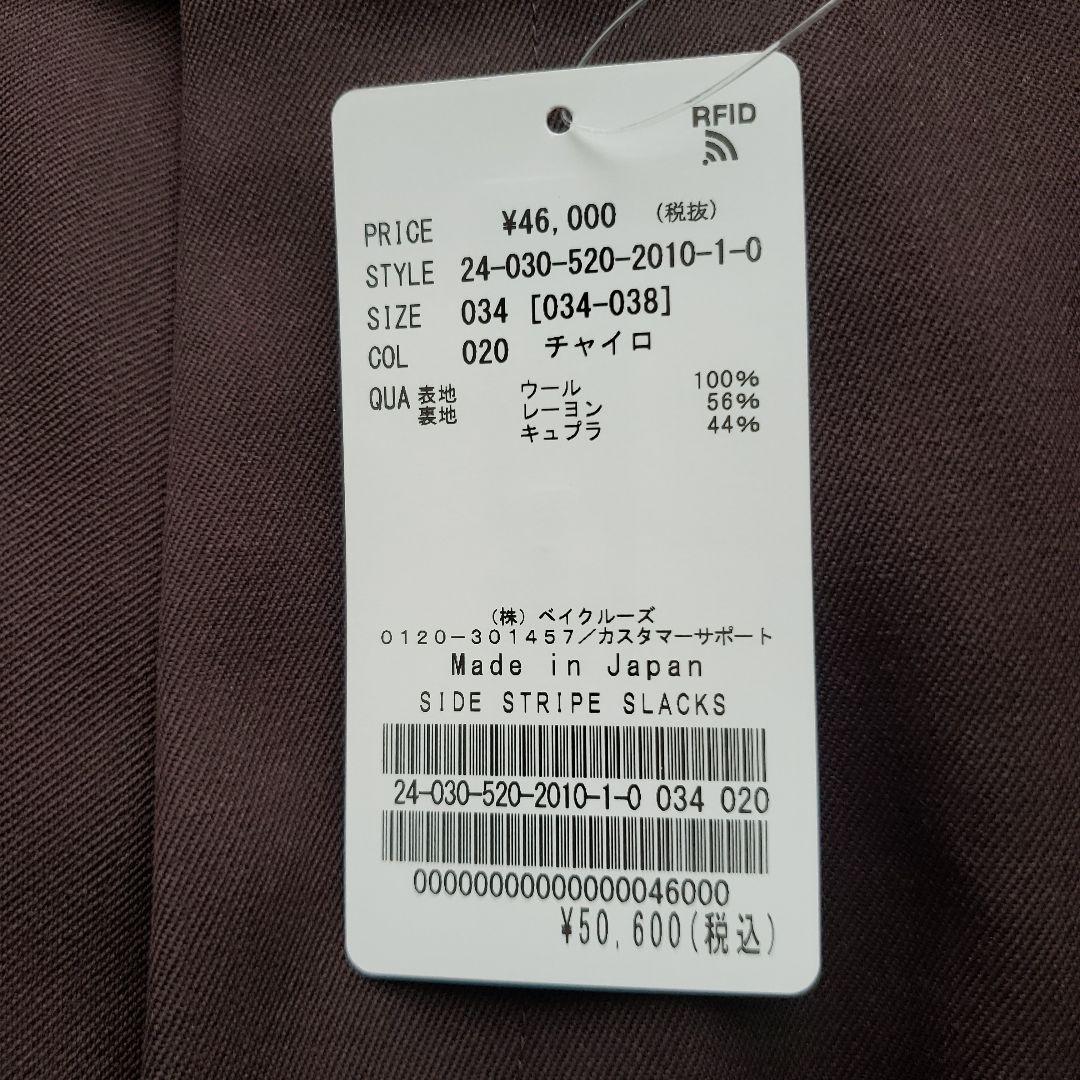 RFID
PRICE ¥46,000 (税抜)
STYLE 24-030-520-2010-1-0
SIZE 034 [034-038]
COL 020 チャイロ
QUA 表地 ウール 100%
裏地 レーヨン 56%
キュプラ 44%
(株)ベイクルーズ
0120-301457/カスタマーサポート
Made in Japan
SIDE STRIPE SLACKS
24-030-520-2010-1-0 034 020
00000000000000046000
¥50,600(税込)